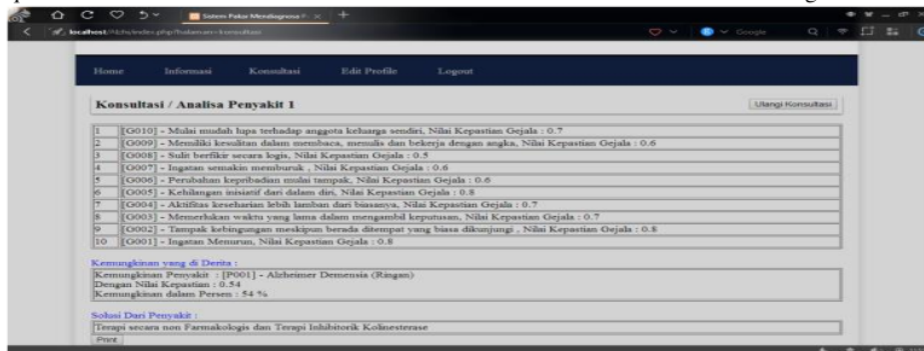 Sistem Pakar Mendiagnosa P
localhost/Alzhi/index.php?halaman=konsultasi
Google
Home Informasi Konsultasi Edit Profile Logout
Konsultasi / Analisa Penyakit 1
Ulangi Konsultasi
1 [G010] - Mulai mudah lupa terhadap anggota keluarga sendiri, Nilai Kepastian Gejala : 0.7
2 [G009] - Memiliki kesulitan dalam membaca, menulis dan bekerja dengan angka, Nilai Kepastian Gejala : 0.6
3 [G008] - Sulit berfikir secara logis, Nilai Kepastian Gejala : 0.5
4 [G007] - Ingatan semakin memburuk , Nilai Kepastian Gejala : 0.6
5 [G006] - Perubahan kepribadian mulai tampak, Nilai Kepastian Gejala : 0.6
6 [G005] - Kehilangan inisiatif dari dalam diri, Nilai Kepastian Gejala : 0.8
7 [G004] - Aktifitas keseharian lebih lamban dari biasanya, Nilai Kepastian Gejala : 0.7
8 [G003] - Memerlukan waktu yang lama dalam mengambil keputusan, Nilai Kepastian Gejala : 0.7
9 [G002] - Tampak kebingungan meskipun berada ditempat yang biasa dikunjungi , Nilai Kepastian Gejala : 0.8
10 [G001] - Ingatan Menurun, Nilai Kepastian Gejala : 0.8
Kemungkinan yang di Derita :
Kemungkinan Penyakit : [P001] - Alzheimer Demensia (Ringan)
Dengan Nilai Kepastian : 0.54
Kemungkinan dalam Persen : 54 %
Solusi Dari Penyakit :
Terapi secara non Farmakologis dan Terapi Inhibitorik Kolinesterase
Print